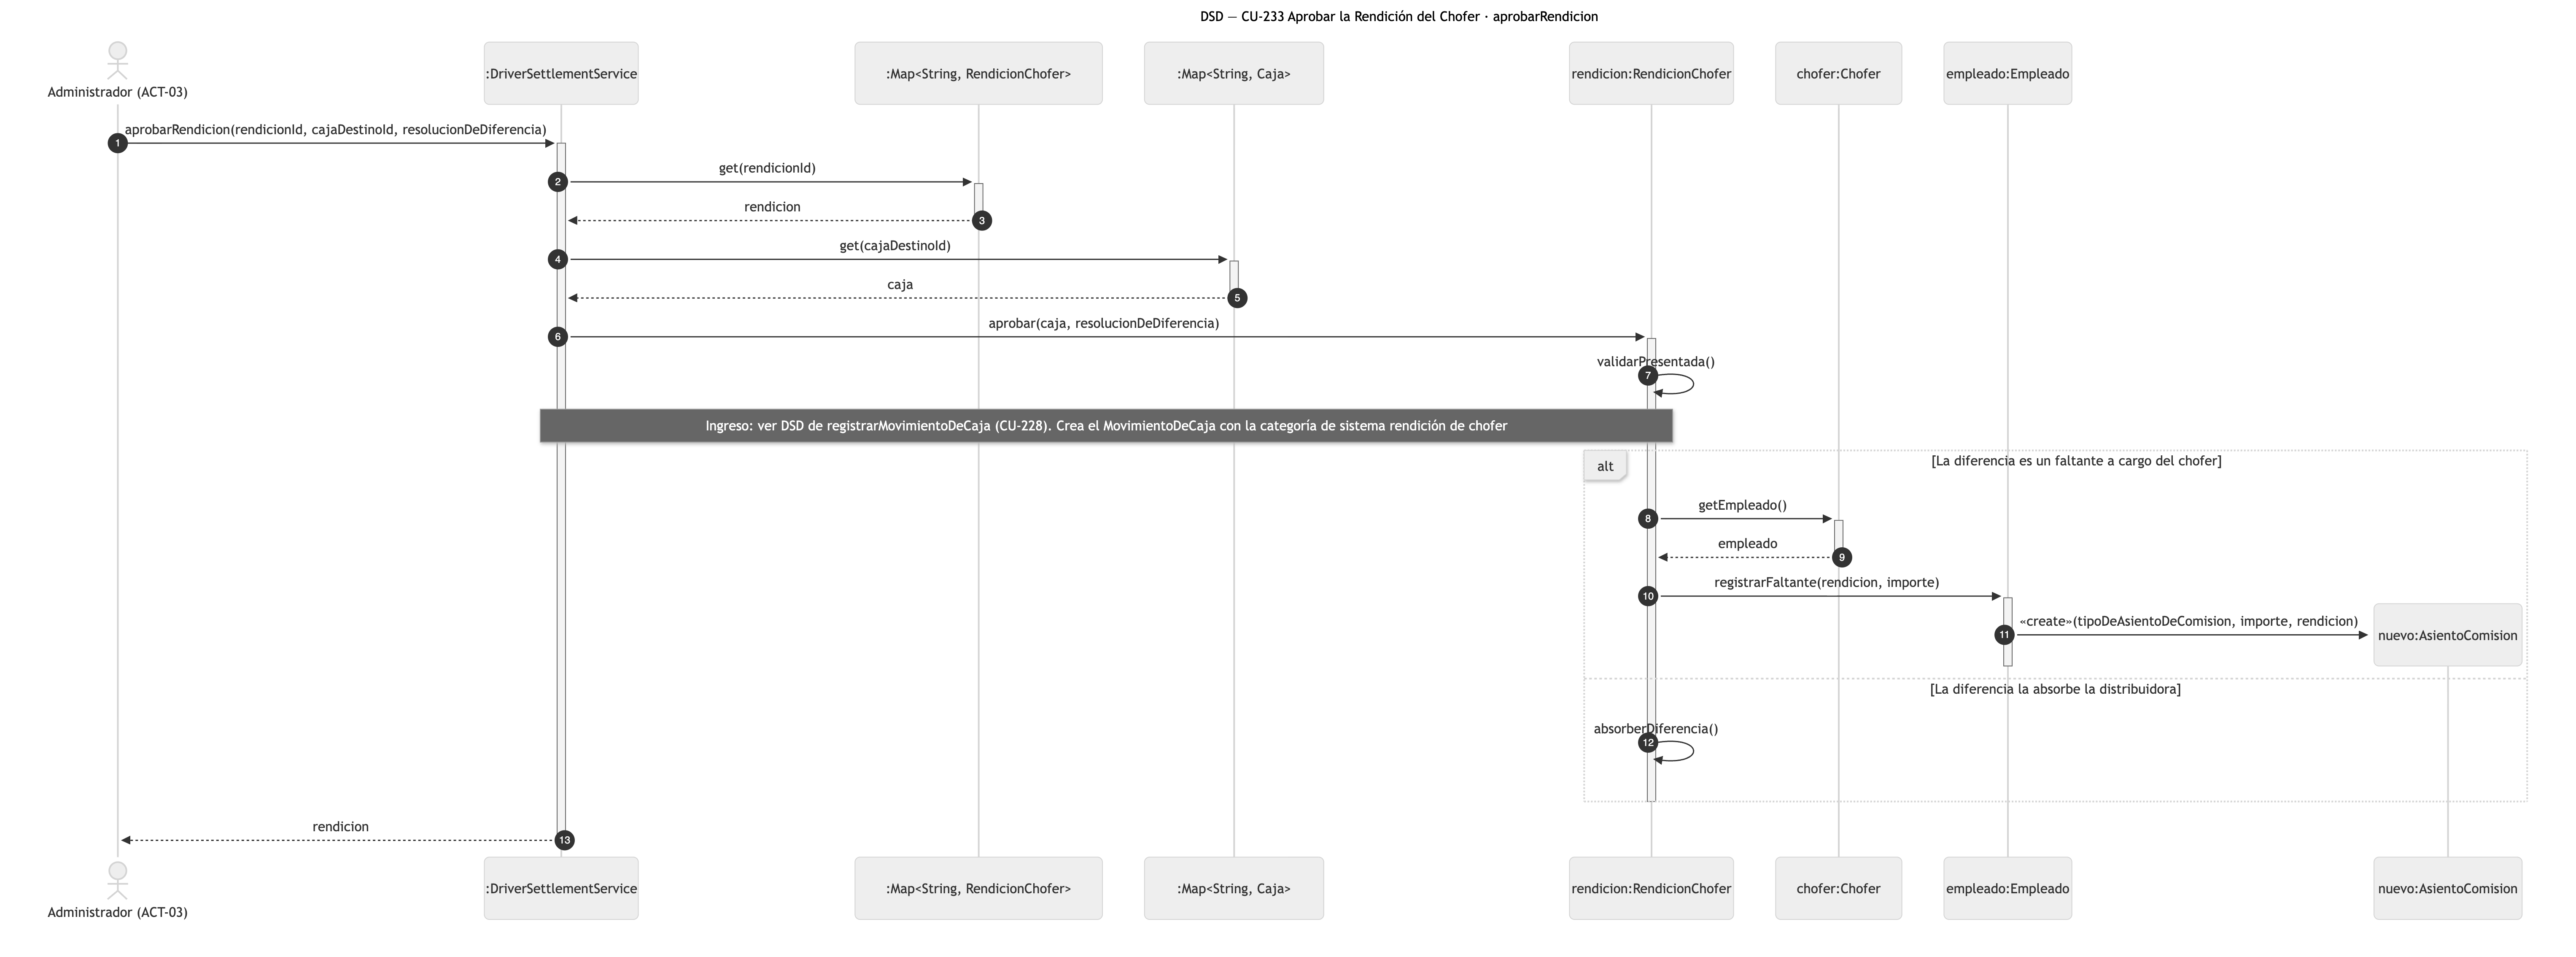 DSD – CU-233 Aprobar la Rendición del Chofer · aprobarRendicion
Administrador (ACT-03)
:DriverSettlementService
:Map<String, RendicionChofer>
:Map<String, Caja>
rendicion:RendicionChofer
chofer:Chofer
empleado:Empleado
1
aprobarRendicion(rendicionId, cajaDestinoId, resolucionDeDiferencia)
2
get(rendicionId)
rendicion
3
4
get(cajaDestinoId)
caja
5
6
aprobar(caja, resolucionDeDiferencia)
validarPresentada()
7
Ingreso: ver DSD de registrarMovimientoDeCaja (CU-228). Crea el MovimientoDeCaja con la categoría de sistema rendición de chofer
alt
[La diferencia es un faltante a cargo del chofer]
8
getEmpleado()
empleado
9
10
registrarFaltante(rendicion, importe)
11
«create»(tipoDeAsientoDeComision, importe, rendicion)
nuevo:AsientoComision
[La diferencia la absorbe la distribuidora]
absorberDiferencia()
12
rendicion
13
Administrador (ACT-03)
:DriverSettlementService
:Map<String, RendicionChofer>
:Map<String, Caja>
rendicion:RendicionChofer
chofer:Chofer
empleado:Empleado
nuevo:AsientoComision